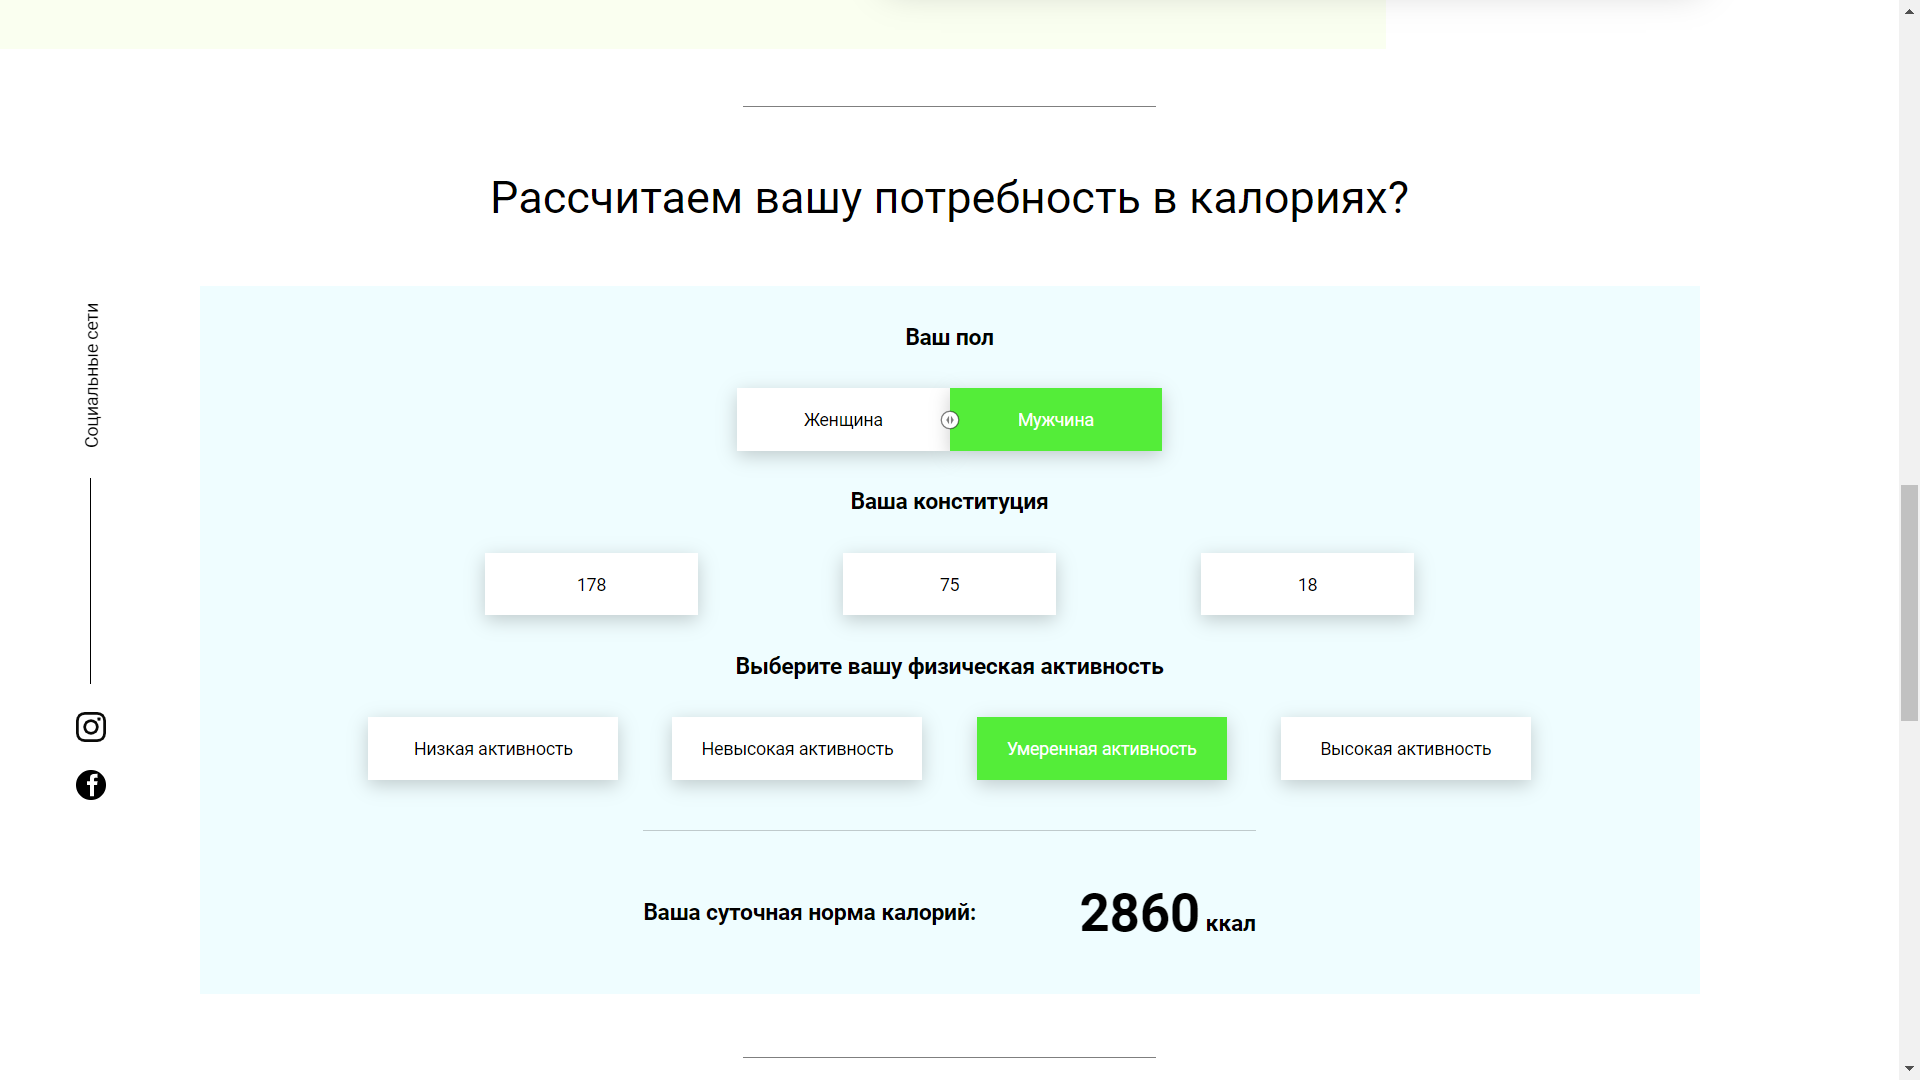 Рассчитаем вашу потребность в калориях?
Социальные сети
Ваш пол
Женщина
Мужчина
Ваша конституция
178
75
18
Выберите вашу физическая активность
Низкая активность
Невысокая активность
Умеренная активность
Высокая активность
Ваша суточная норма калорий:
2860 ккал